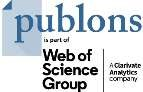 publons
is part of
Web of
Science
Group
A Clarivate
Analytics
company